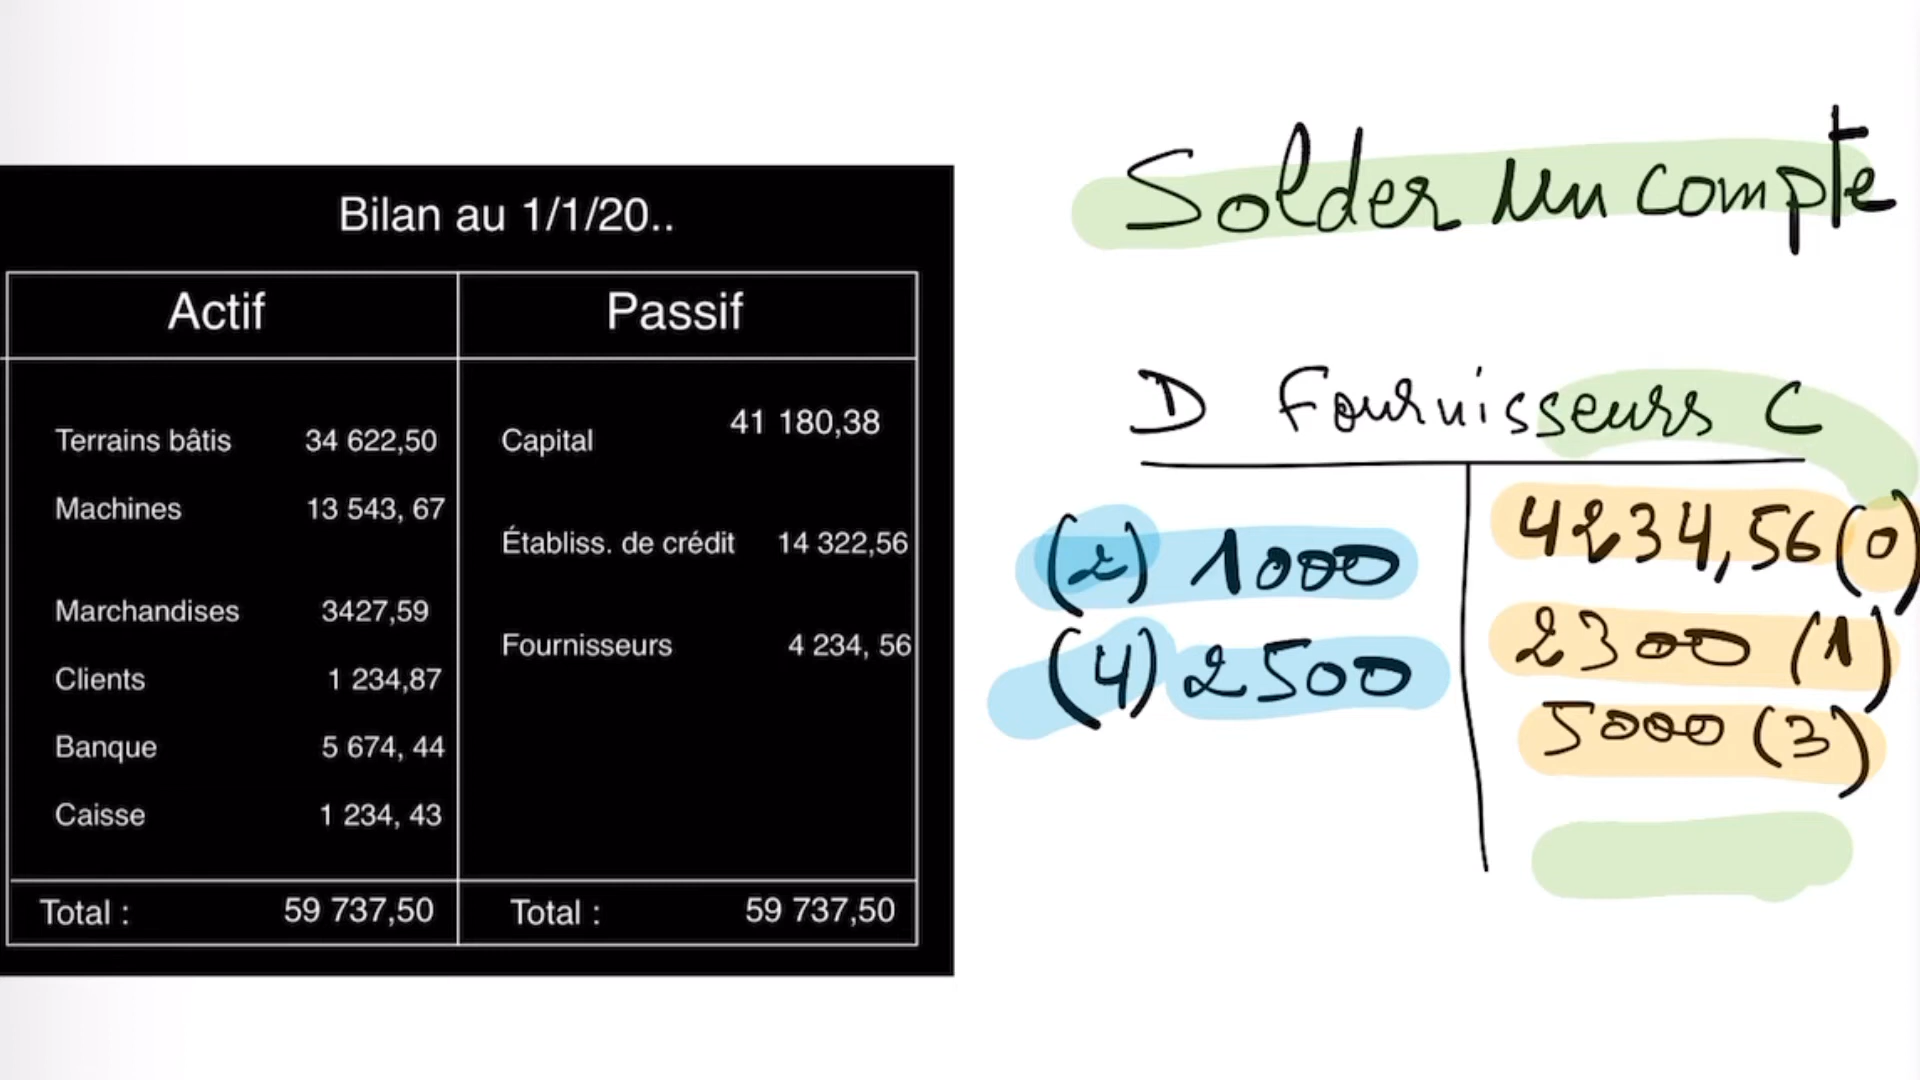 Bilan au 1/1/20..
Actif Passif
Terrains bâtis 34 622,50
Machines 13 543, 67
Marchandises 3427,59
Clients 1 234,87
Banque 5 674, 44
Caisse 1 234, 43
Total : 59 737,50
Capital 41 180,38
Établiss. de crédit 14 322,56
Fournisseurs 4 234, 56
Total : 59 737,50
Solder un compte
D Fournisseurs C
(2) 1000
(4) 2500
4234,56 (0)
2300 (1)
5000 (3)